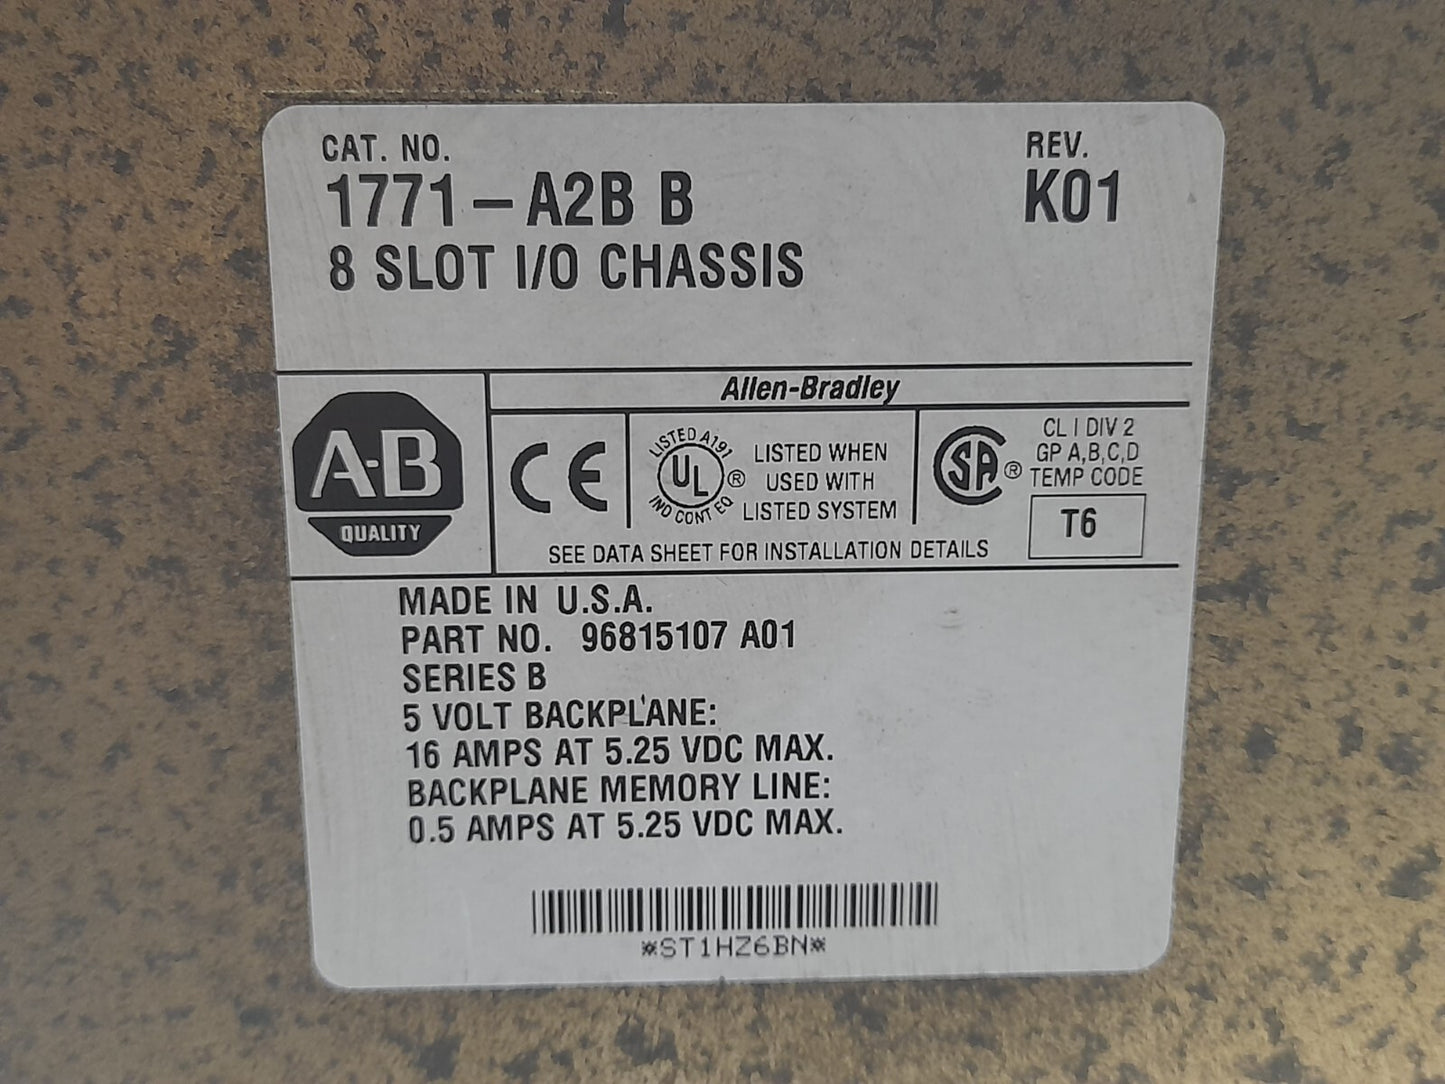 CAT. NO.
REV.
1771-A2B B
K01
8 SLOT I/O CHASSIS
Allen-Bradley
A-B
QUALITY
CE
LISTED A191
UL ®
IND CONT EQ
LISTED WHEN
USED WITH
LISTED SYSTEM
SA ®
CL I DIV 2
GP A,B,C,D
TEMP CODE
T6
SEE DATA SHEET FOR INSTALLATION DETAILS
MADE IN U.S.A.
PART NO. 96815107 A01
SERIES B
5 VOLT BACKPLANE:
16 AMPS AT 5.25 VDC MAX.
BACKPLANE MEMORY LINE:
0.5 AMPS AT 5.25 VDC MAX.
*ST1HZ6BN*